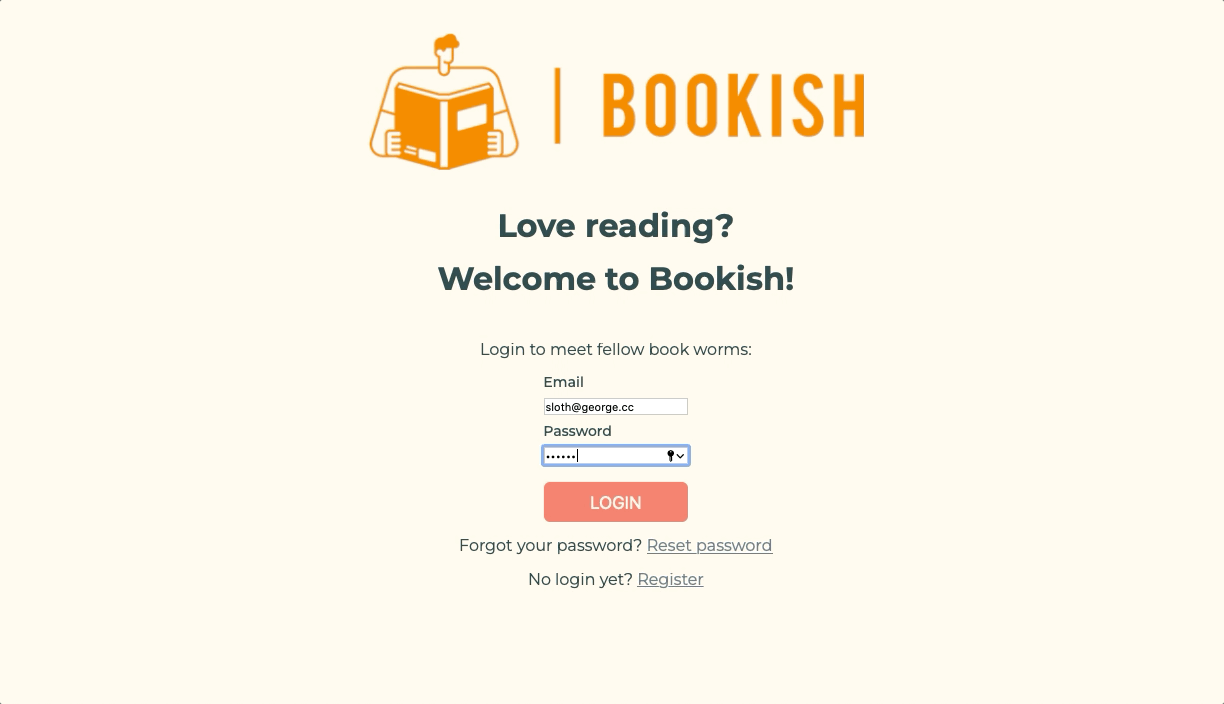 | BOOKISH
Love reading?
Welcome to Bookish!
Login to meet fellow book worms:
Email
sloth@george.cc
Password
••••••
LOGIN
Forgot your password? Reset password
No login yet? Register